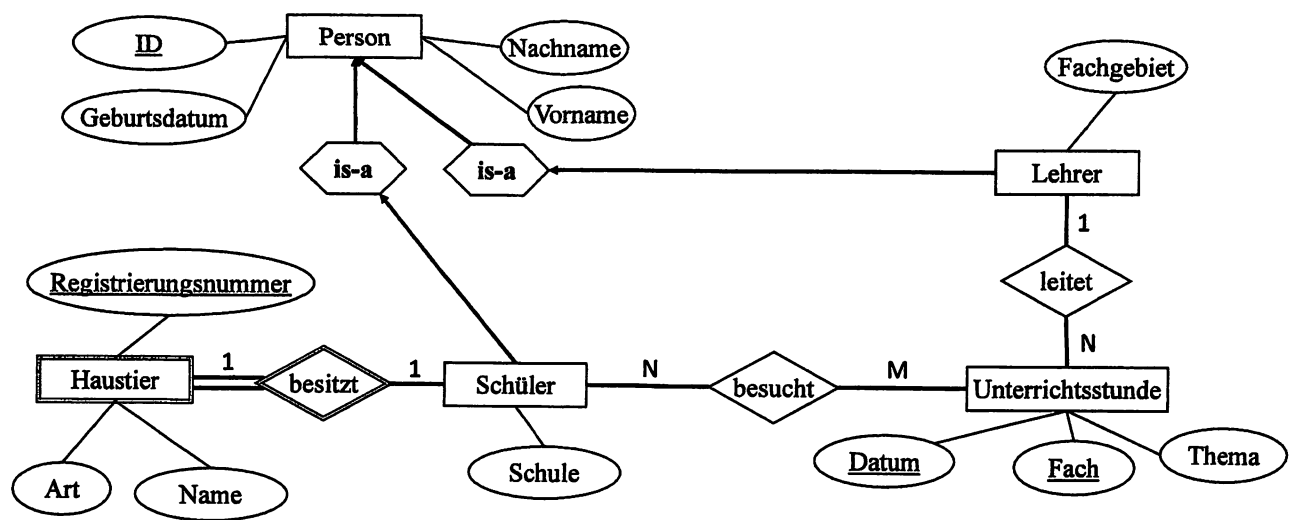 ID
Person
Nachname
Geburtsdatum
Vorname
Fachgebiet
is-a
is-a
Lehrer
1
Registrierungsnummer
leitet
N
Haustier
1
besitzt
1
Schüler
N
besucht
M
Unterrichtsstunde
Art
Name
Schule
Datum
Fach
Thema